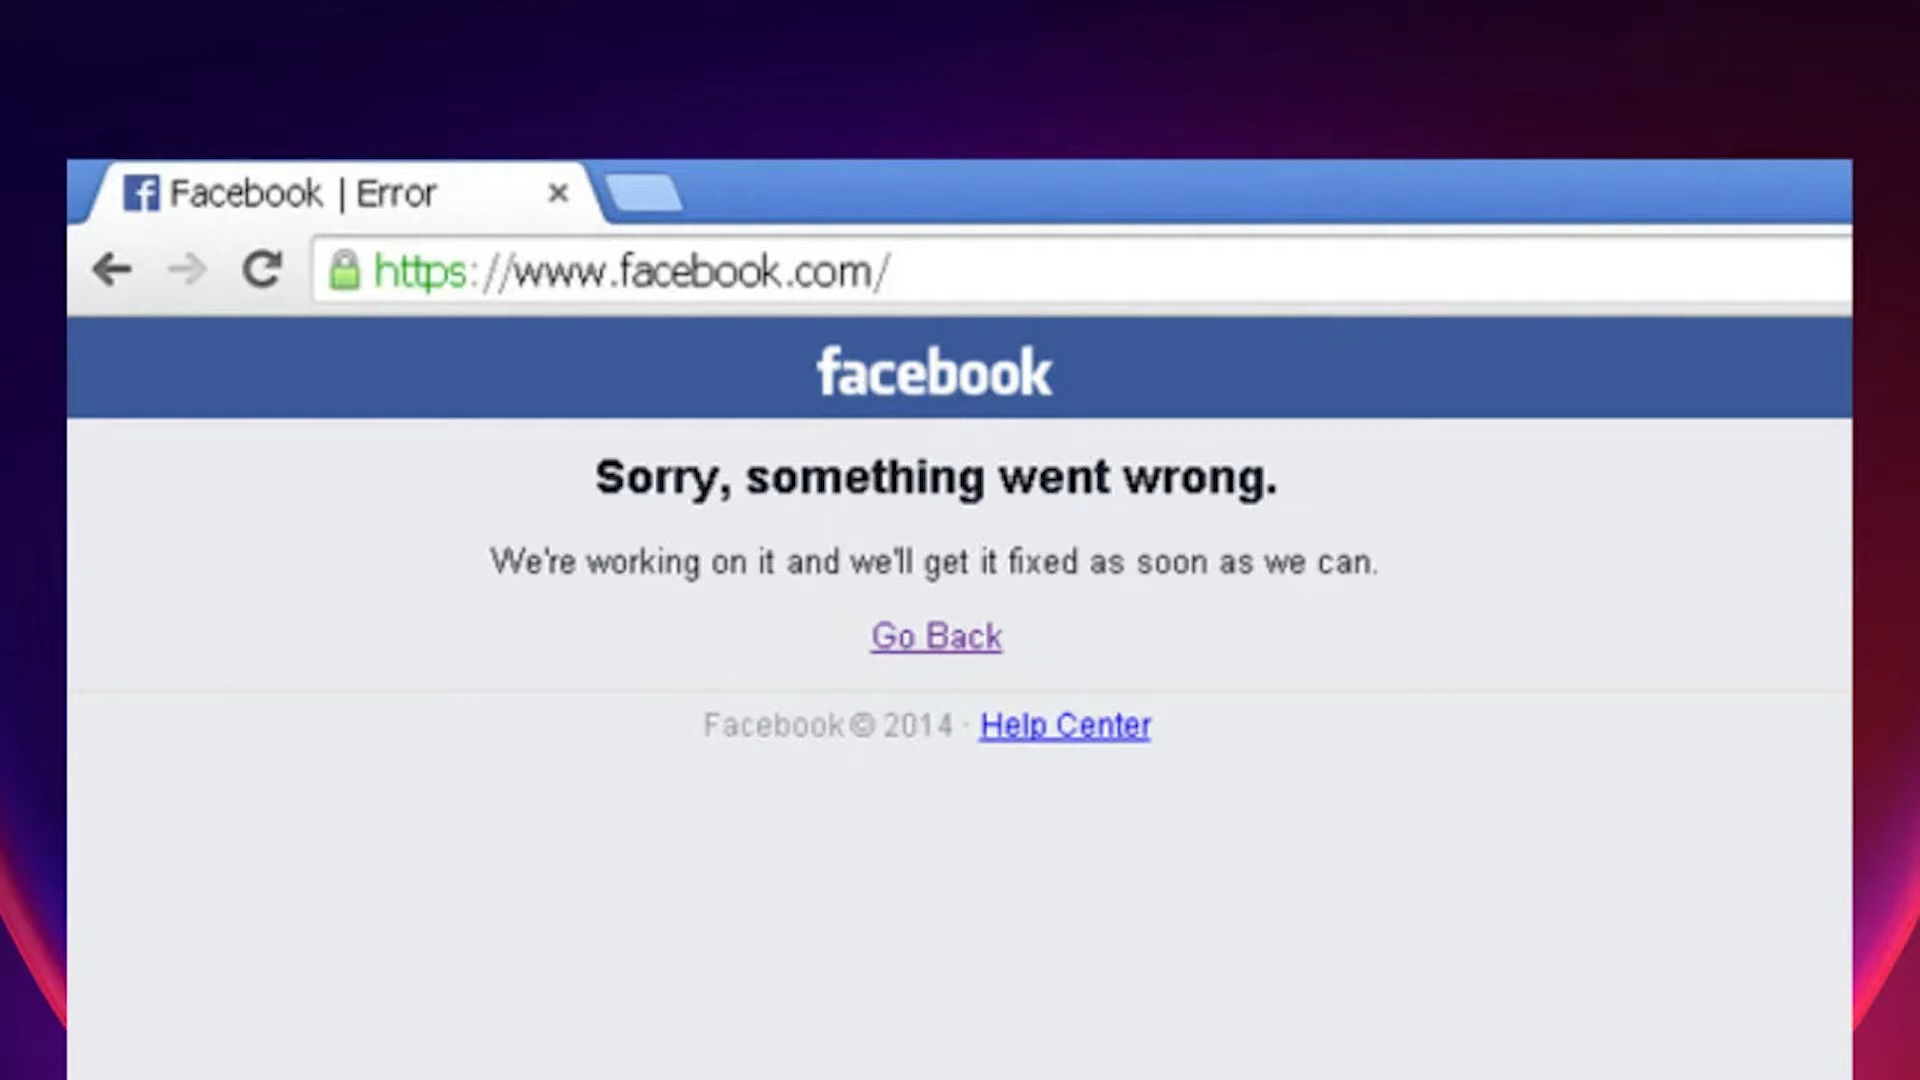 Facebook | Error
https://www.facebook.com/
facebook
Sorry, something went wrong.
We're working on it and we'll get it fixed as soon as we can.
Go Back
Facebook © 2014 · Help Center